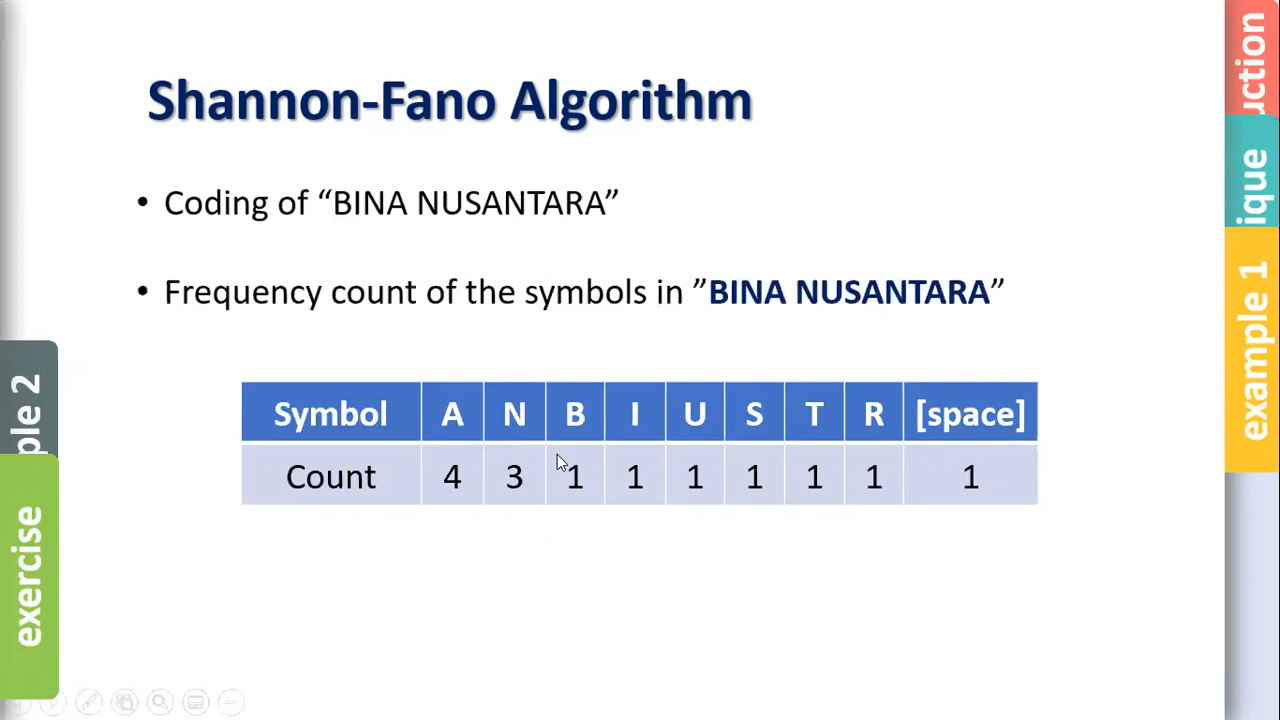 Shannon-Fano Algorithm
• Coding of “BINA NUSANTARA”
• Frequency count of the symbols in ”BINA NUSANTARA”
Symbol A N B I U S T R [space]
Count 4 3 1 1 1 1 1 1 1
uction
ique
example 1
ple 2
exercise